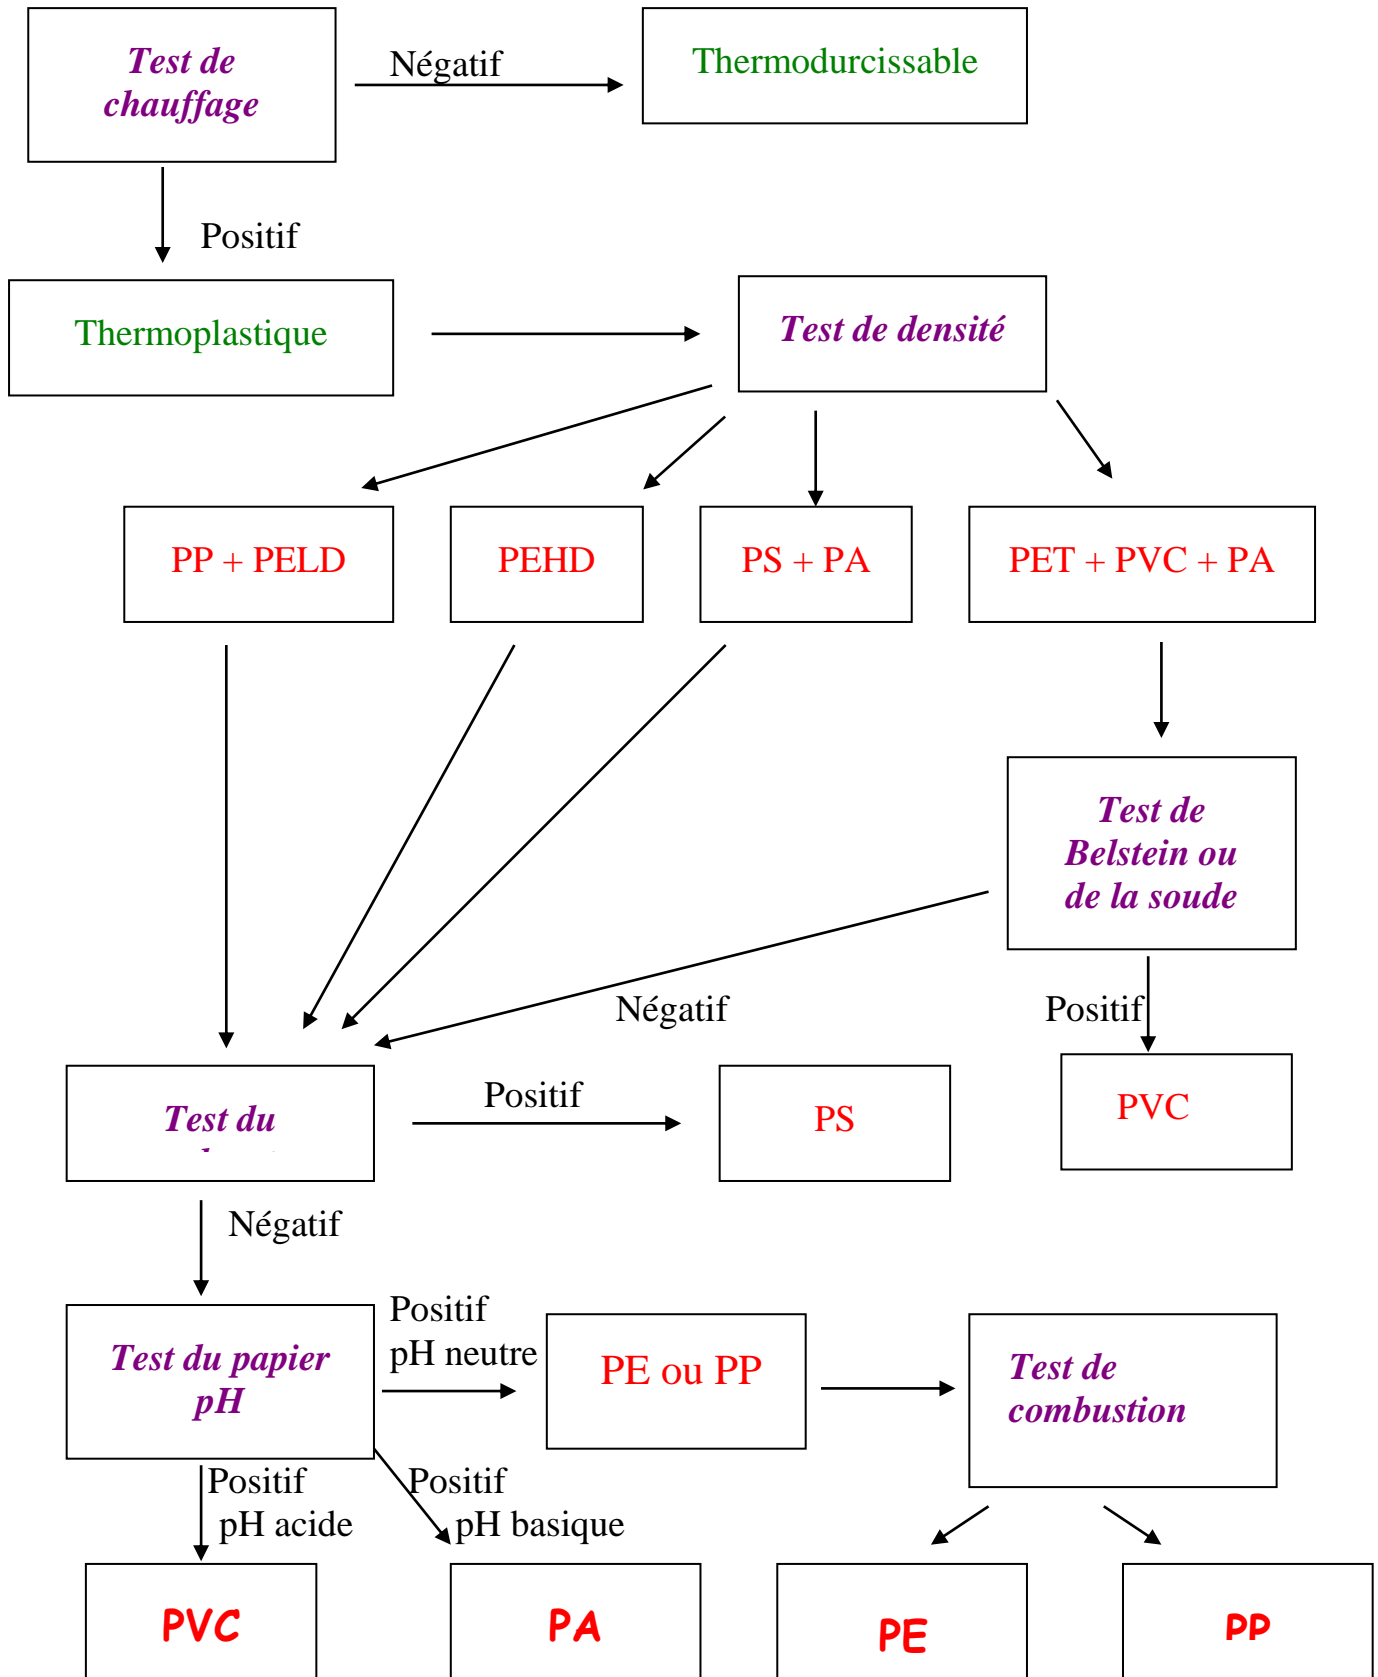 Test de
chauffage
Négatif
Thermodurcissable
Positif
Thermoplastique
Test de densité
PP + PELD
PEHD
PS + PA
PET + PVC + PA
Test de
Belstein ou
de la soude
Négatif
Positif
Test du
Positif
PS
PVC
Négatif
Test du papier
pH
Positif
pH neutre
PE ou PP
Test de
combustion
Positif
pH acide
Positif
pH basique
PVC
PA
PE
PP